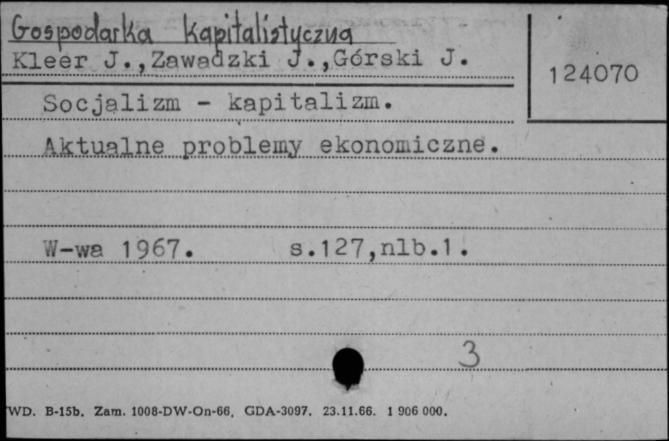 Gospodarka kapitalistyczna
Kleer J.,Zawadzki J.,Górski J.
124070
Socjalizm - kapitalizm.
Aktualne problemy ekonomiczne.
W-wa 1967. s.127,nlb.1.
3
WD. B-15b. Zam. 1008-DW-On-66. GDA-3097. 23.11.66. 1 906 000.